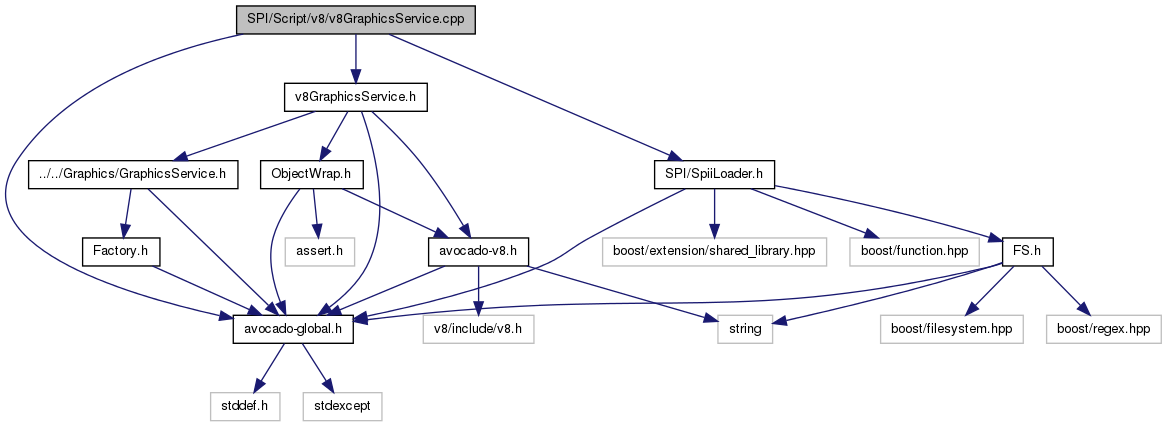 SPI/Script/v8/v8GraphicsService.cpp
v8GraphicsService.h
../../Graphics/GraphicsService.h
ObjectWrap.h
SPI/SpiiLoader.h
Factory.h
assert.h
avocado-v8.h
boost/extension/shared_library.hpp
boost/function.hpp
FS.h
avocado-global.h
v8/include/v8.h
string
boost/filesystem.hpp
boost/regex.hpp
stddef.h
stdexcept